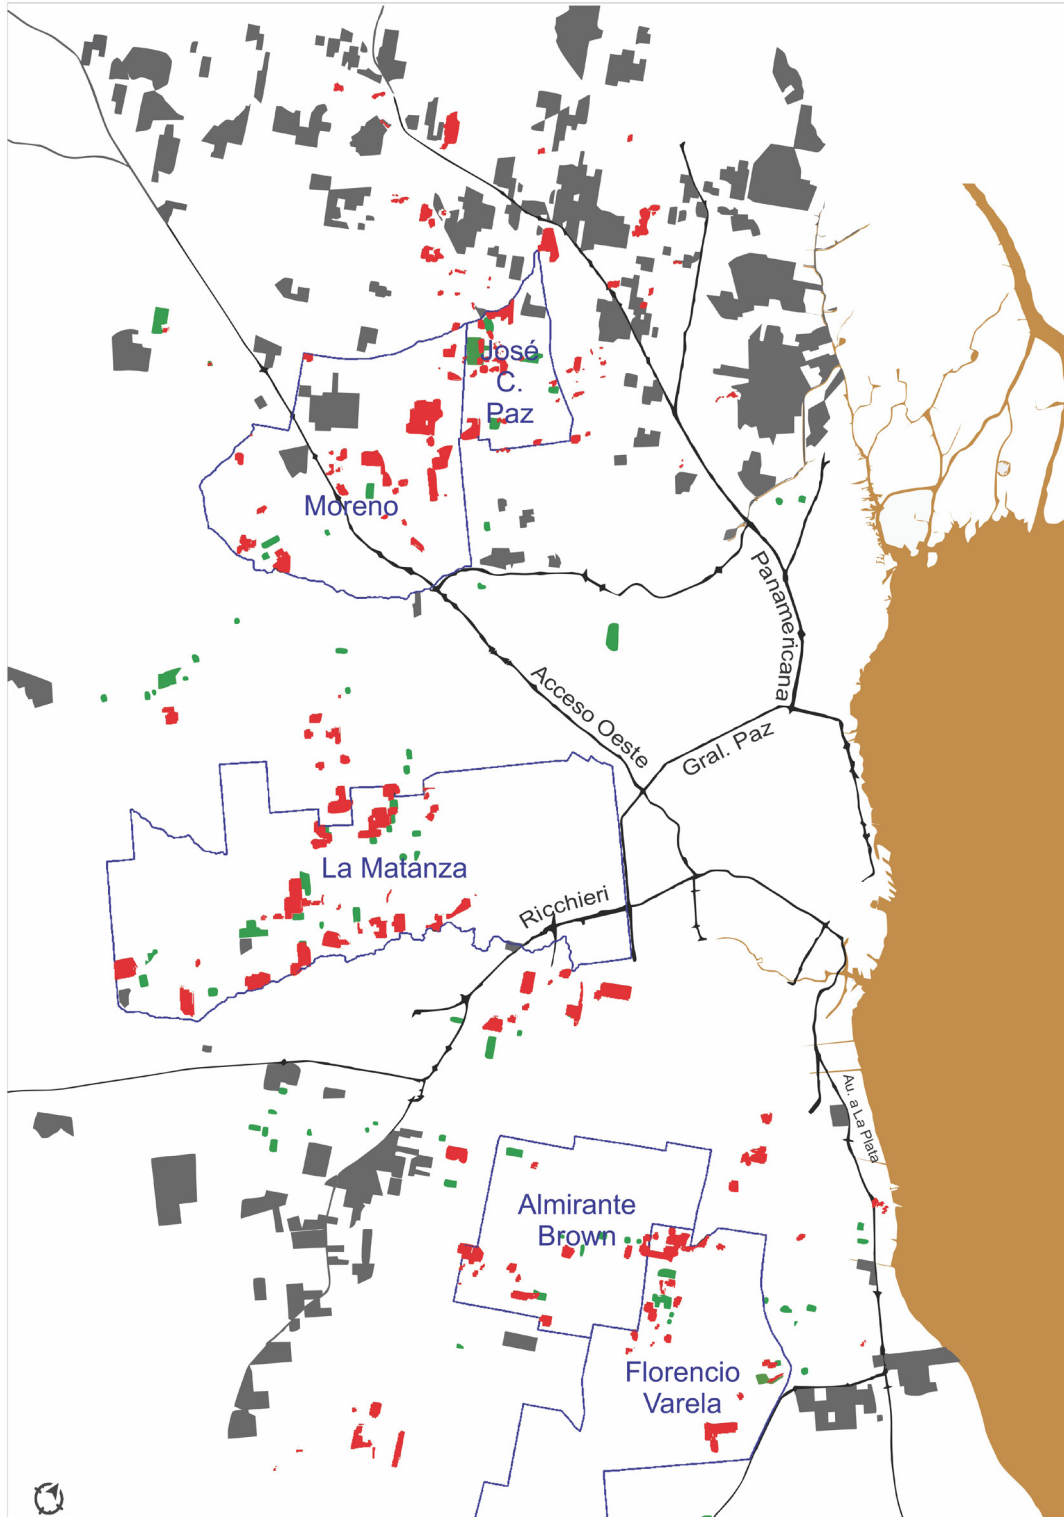 José
C.
Paz
Moreno
Panamericana
Acceso Oeste
Gral. Paz
La Matanza
Ricchieri
Au. a La Plata
Almirante
Brown
Florencio
Varela